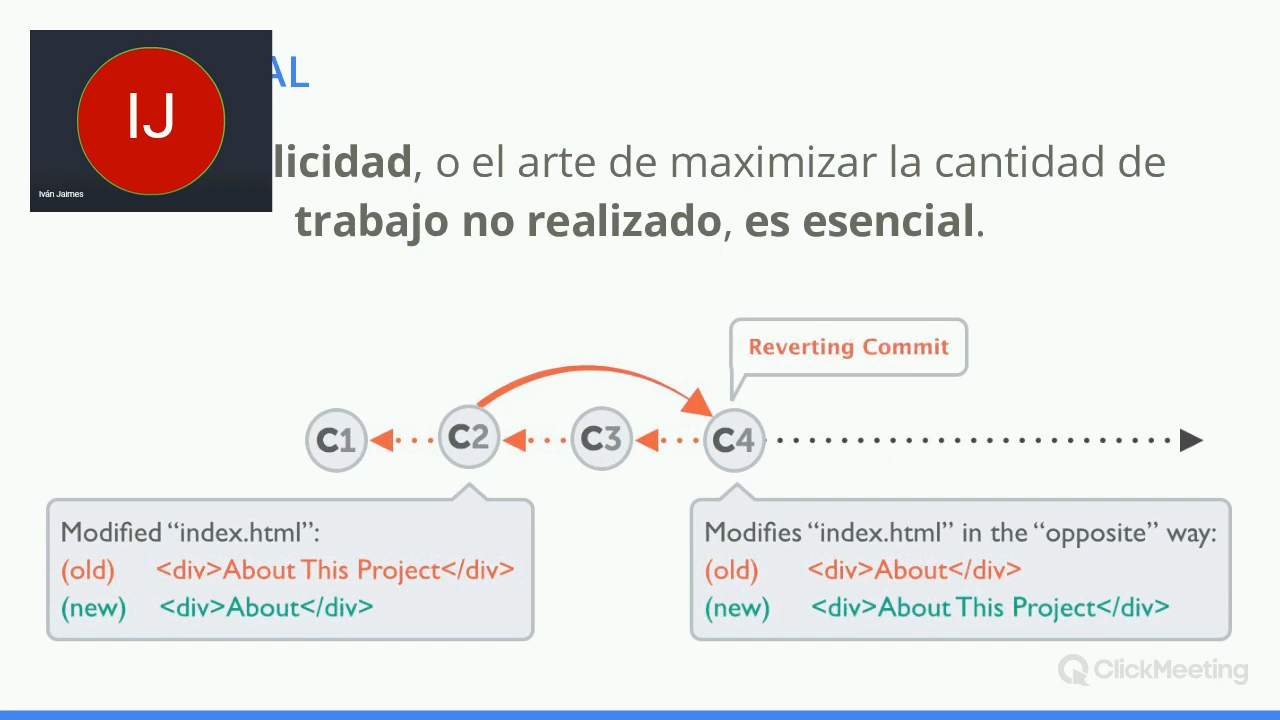 IJ
Iván Jaimes
AL
licidad, o el arte de maximizar la cantidad de
trabajo no realizado, es esencial.
Reverting Commit
C1
C2
C3
C4
Modified “index.html”:
(old) <div>About This Project</div>
(new) <div>About</div>
Modifies “index.html” in the “opposite” way:
(old) <div>About</div>
(new) <div>About This Project</div>
ClickMeeting